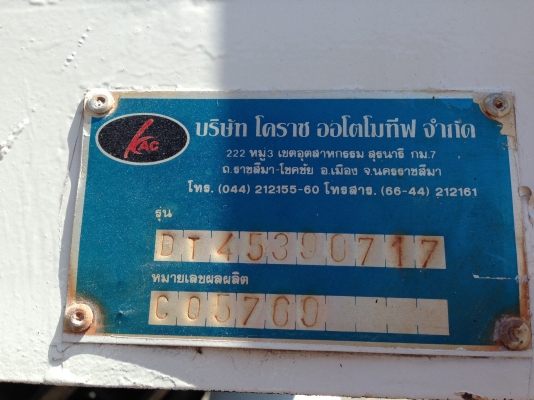 KAC
บริษัท โคราช ออโตโมทีฟ จำกัด
222 หมู่3 เขตอุตสาหกรรม สุรนารี กม.7
ถ.ราชสีมา-โชคชัย อ.เมือง จ.นครราชสีมา
โทร. (044) 212155-60 โทรสาร. (66-44) 212161
รุ่น
DT45390717
หมายเลขผลผลิต
C05760